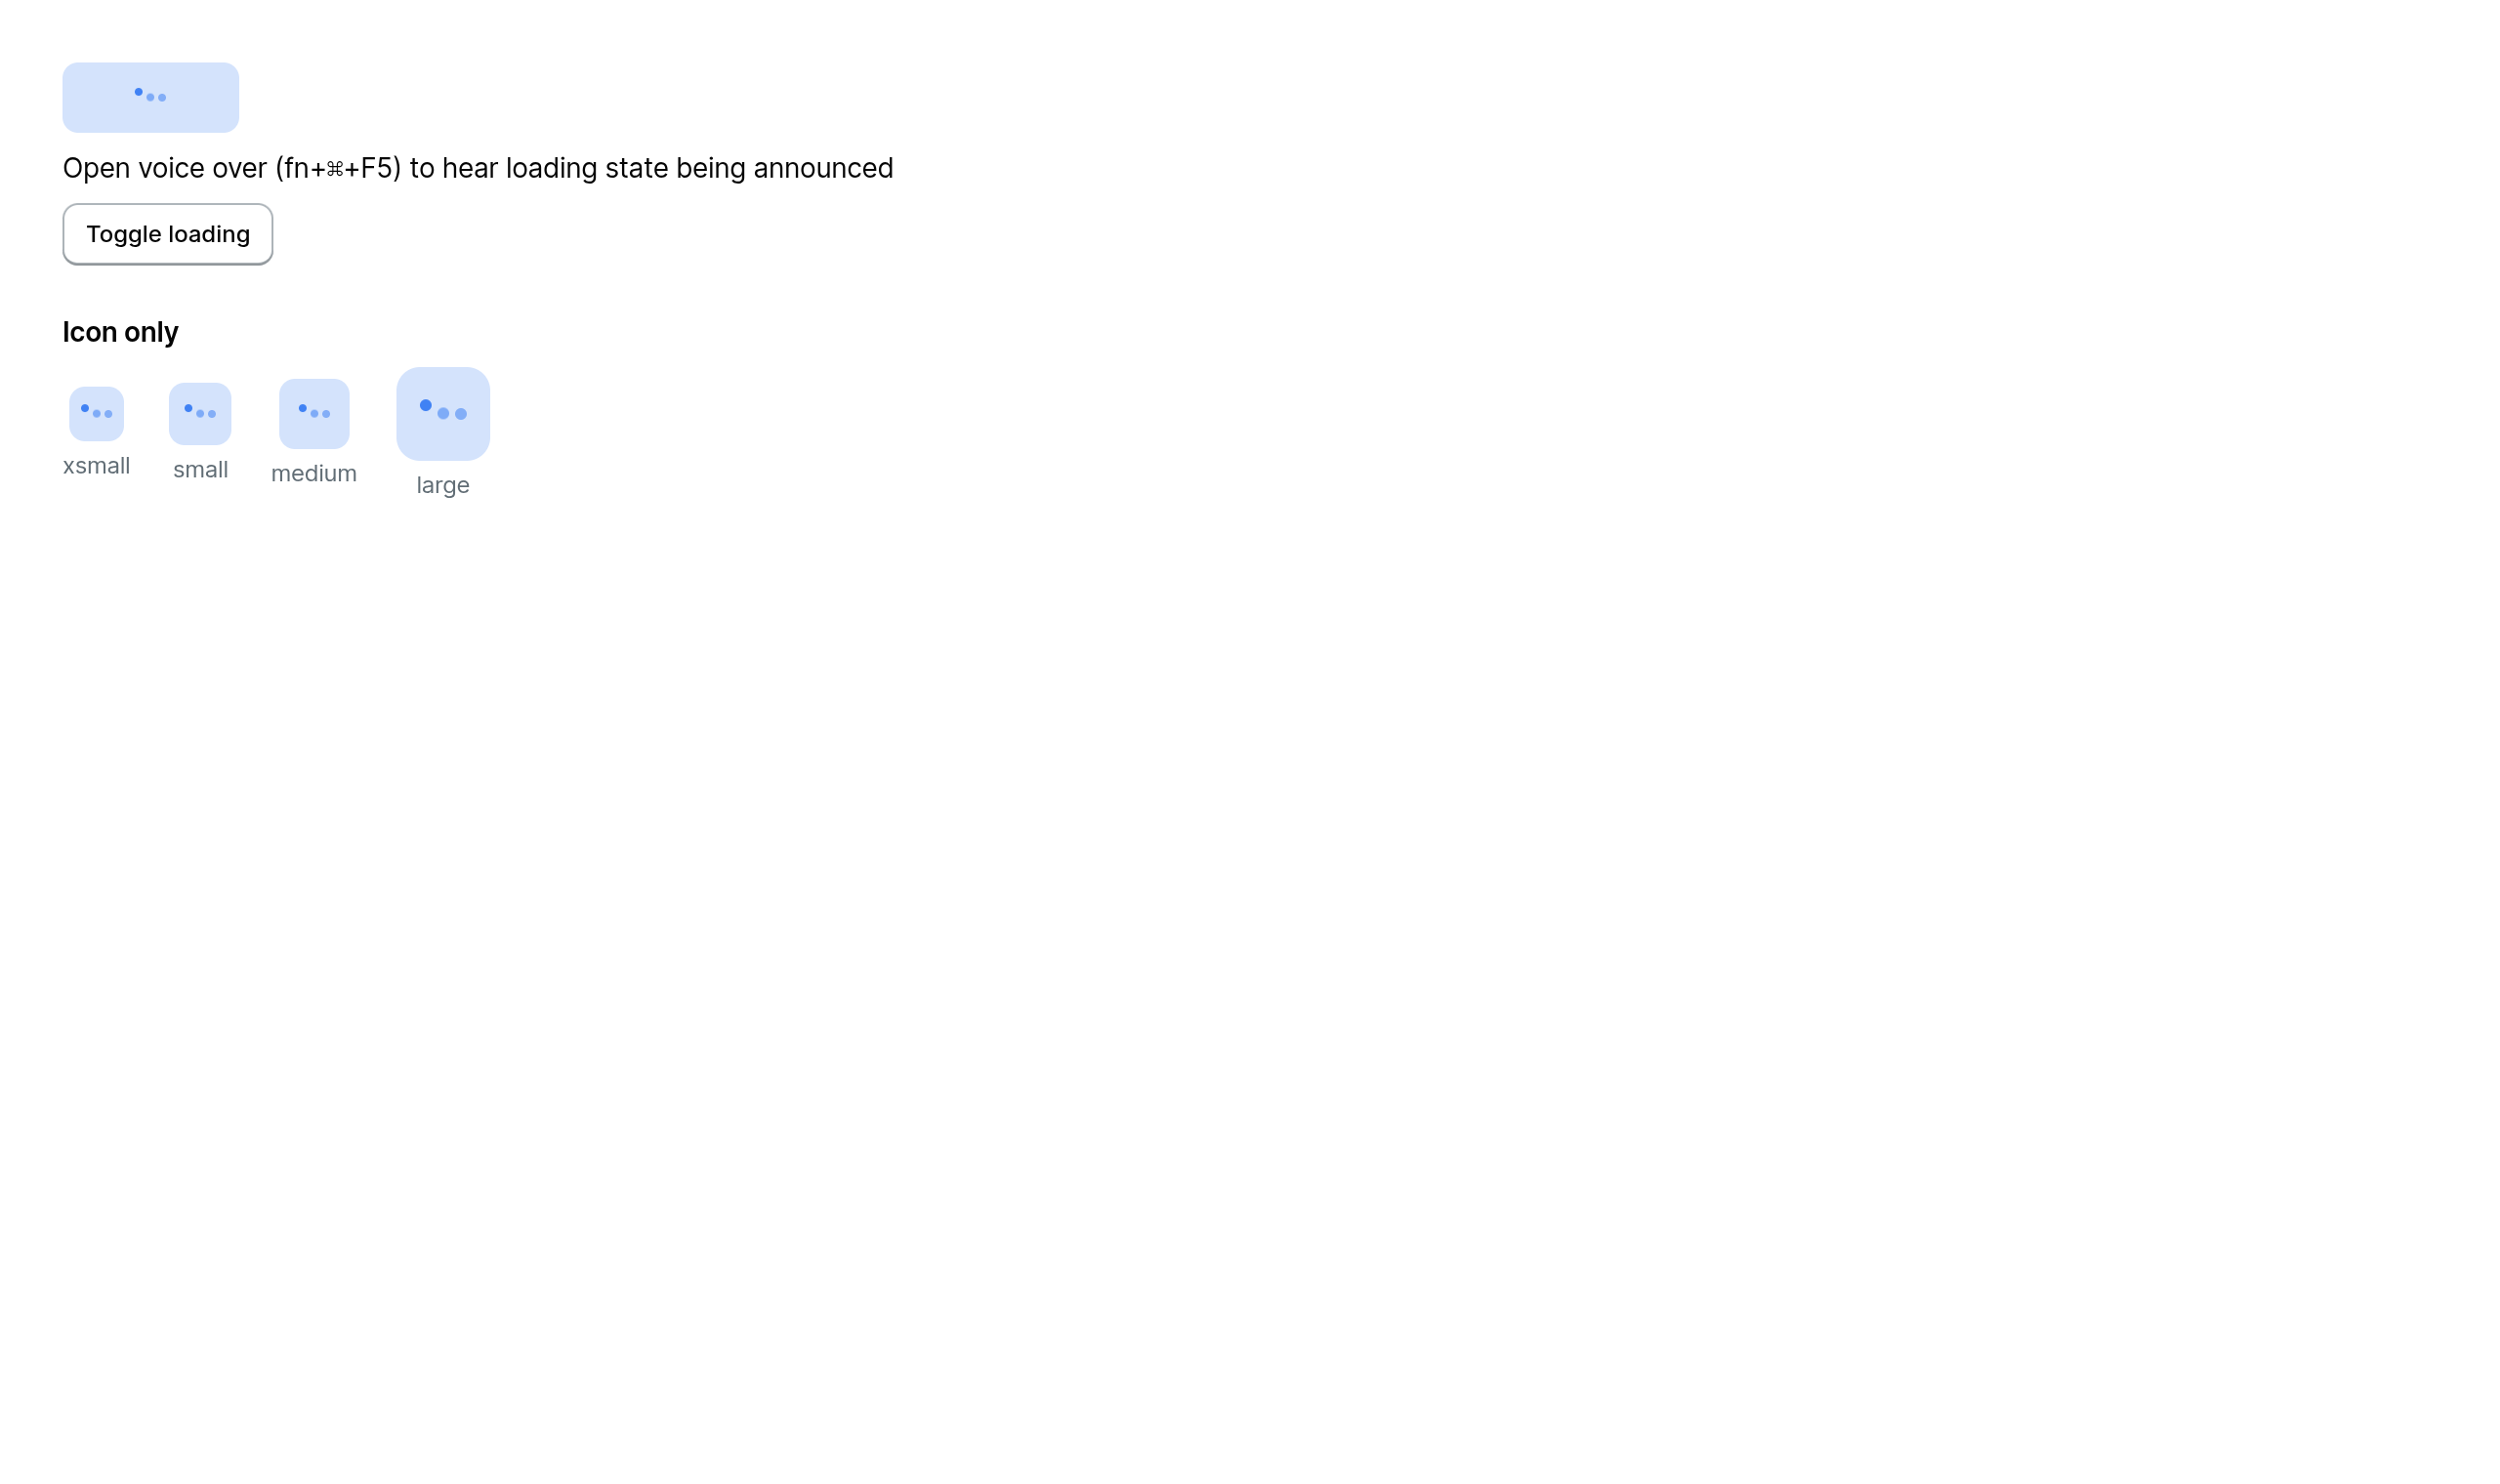 Open voice over (fn+⌘+F5) to hear loading state being announced
Toggle loading
Icon only
xsmall
small
medium
large